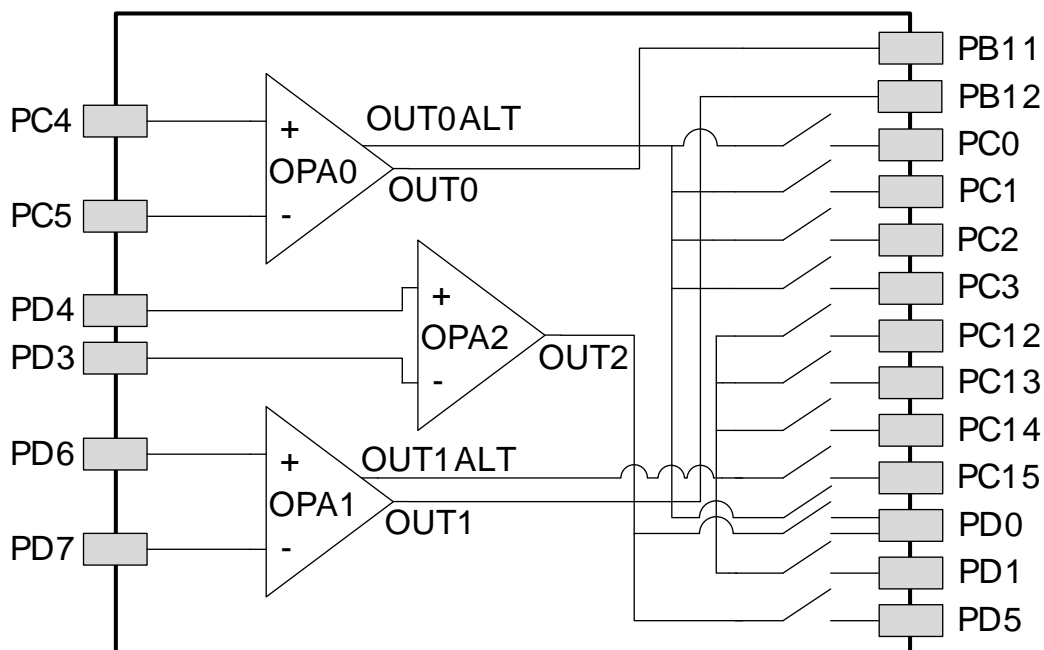 PB11
PB12
PC4
+
OUT0ALT
PC0
OPA0
OUT0
PC1
PC5
-
PC2
PC3
PD4
+
PC12
OPA2
OUT2
PD3
-
PC13
PC14
PD6
+
OUT1ALT
PC15
OPA1
OUT1
PD0
PD7
-
PD1
PD5